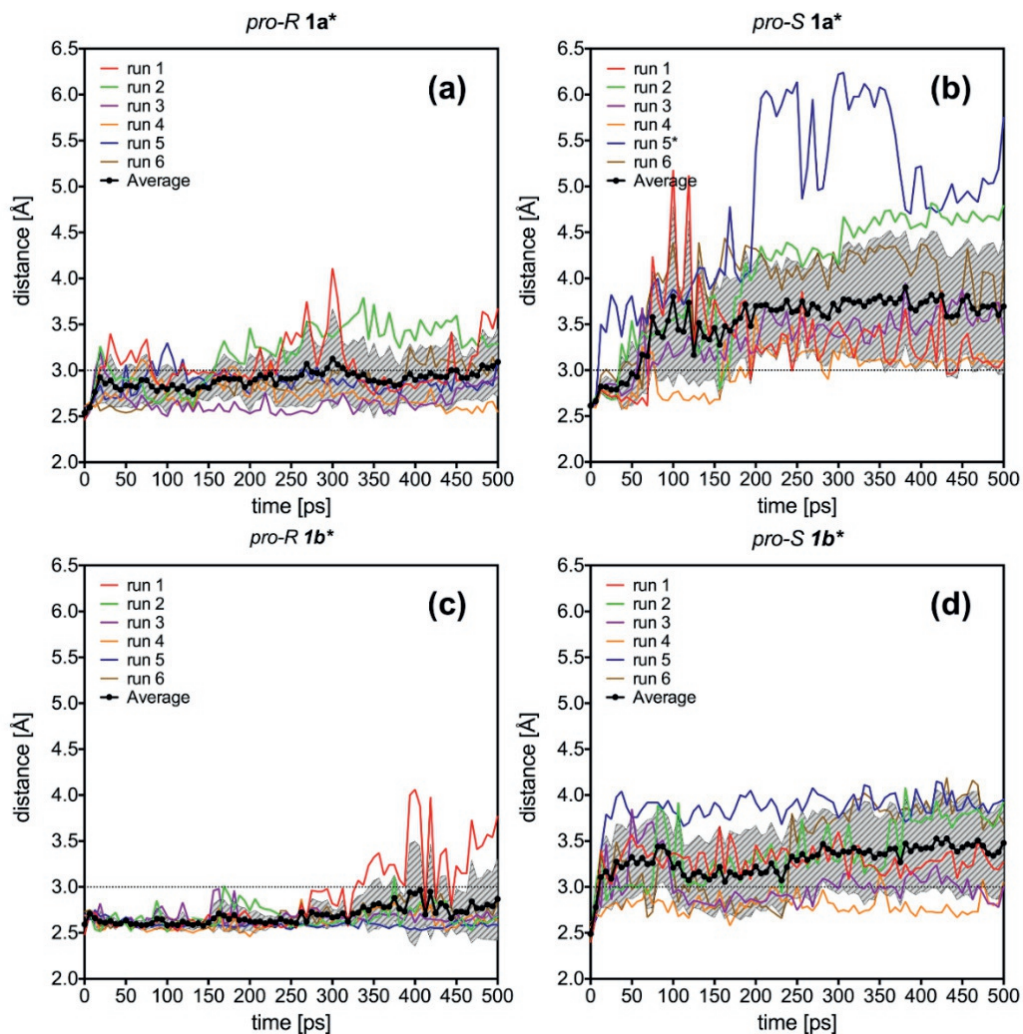 pro-R 1a*
(a)
run 1
run 2
run 3
run 4
run 5
run 6
Average
distance [Å]
6.5
6.0
5.5
5.0
4.5
4.0
3.5
3.0
2.5
2.0
0 50 100 150 200 250 300 350 400 450 500
time [ps]
pro-S 1a*
(b)
run 1
run 2
run 3
run 4
run 5*
run 6
Average
distance [Å]
6.5
6.0
5.5
5.0
4.5
4.0
3.5
3.0
2.5
2.0
0 50 100 150 200 250 300 350 400 450 500
time [ps]
pro-R 1b*
(c)
run 1
run 2
run 3
run 4
run 5
run 6
Average
distance [Å]
6.5
6.0
5.5
5.0
4.5
4.0
3.5
3.0
2.5
2.0
0 50 100 150 200 250 300 350 400 450 500
time [ps]
pro-S 1b*
(d)
run 1
run 2
run 3
run 4
run 5
run 6
Average
distance [Å]
6.5
6.0
5.5
5.0
4.5
4.0
3.5
3.0
2.5
2.0
0 50 100 150 200 250 300 350 400 450 500
time [ps]